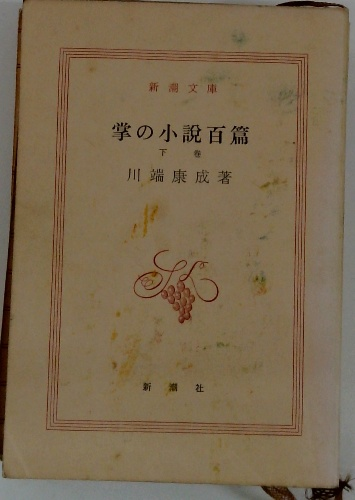 新潮文庫
掌の小說百篇
下巻
川端康成著
新潮社